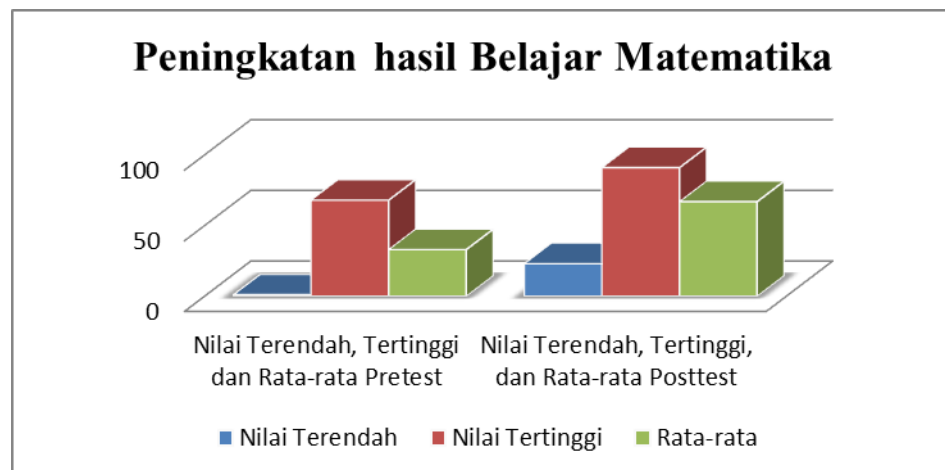 Peningkatan hasil Belajar Matematika
100
50
0
Nilai Terendah, Tertinggi
dan Rata-rata Pretest
Nilai Terendah, Tertinggi,
dan Rata-rata Posttest
Nilai Terendah
Nilai Tertinggi
Rata-rata